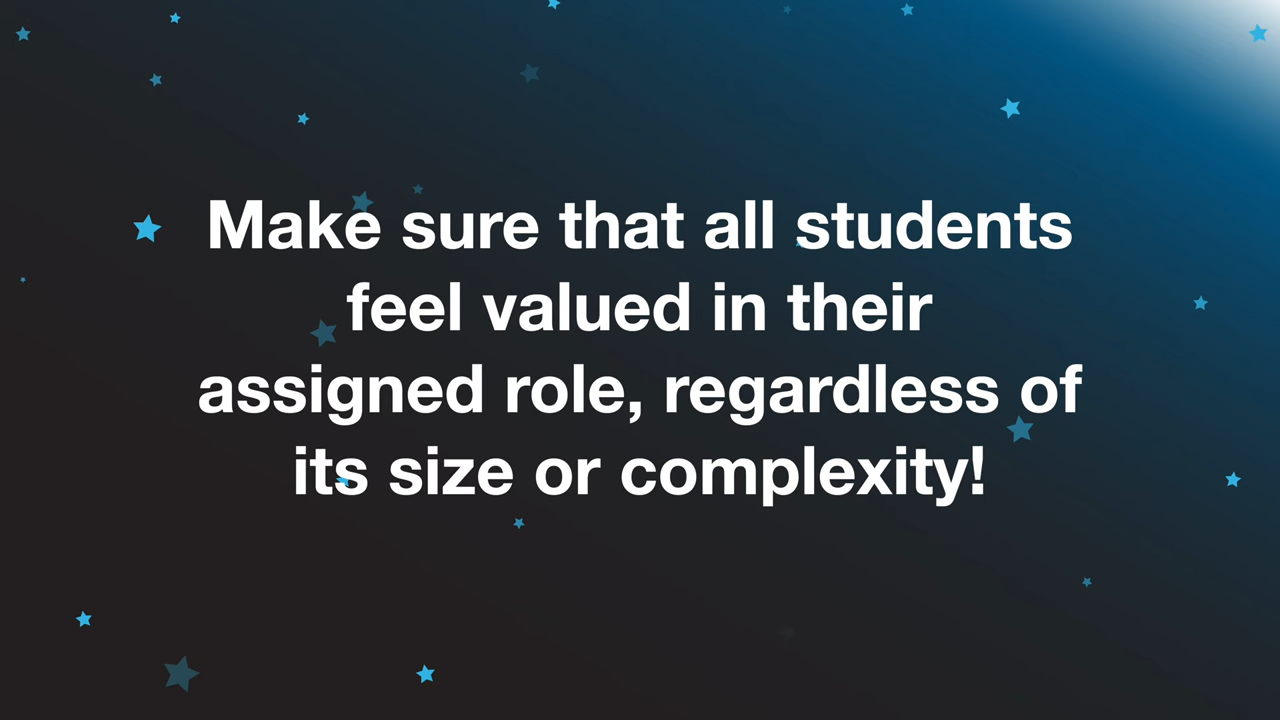 Make sure that all students
feel valued in their
assigned role, regardless of
its size or complexity!